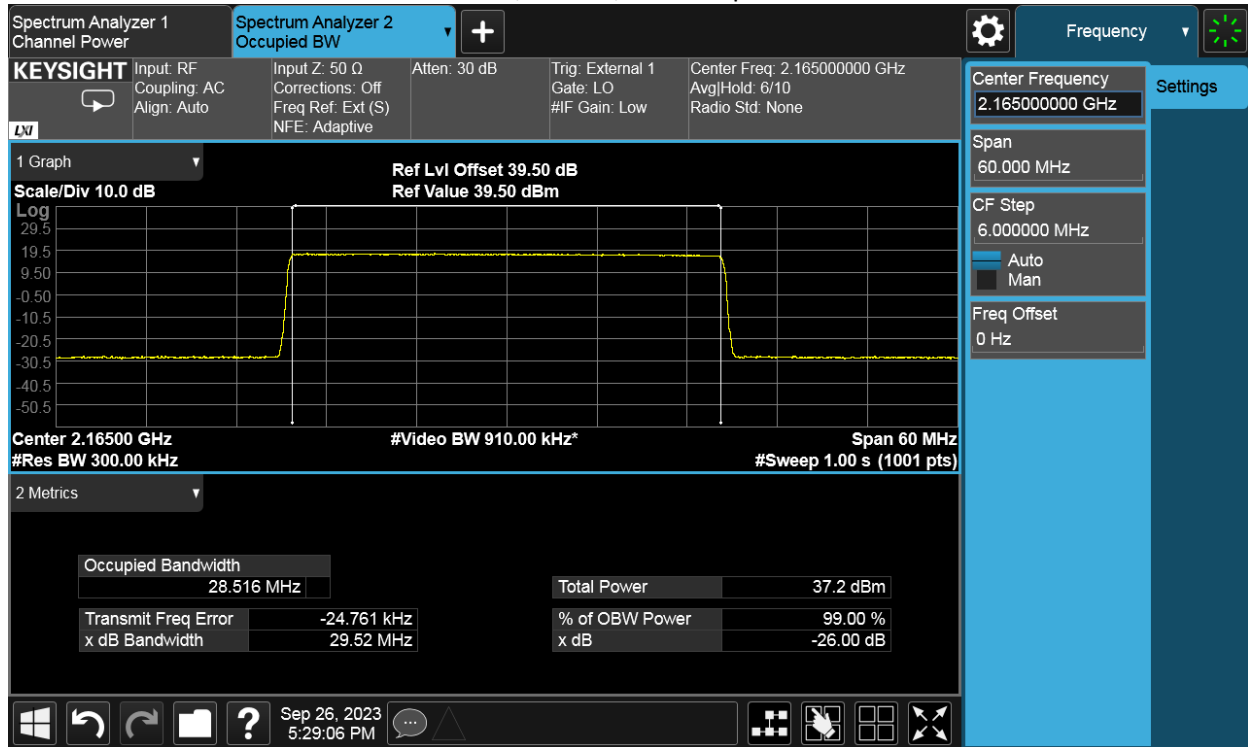 Spectrum Analyzer 1
Channel Power
Spectrum Analyzer 2
Occupied BW
Frequency
KEYSIGHT
LXI
Input: RF
Coupling: AC
Align: Auto
Input Z: 50 Ω
Corrections: Off
Freq Ref: Ext (S)
NFE: Adaptive
Atten: 30 dB
Trig: External 1
Gate: LO
#IF Gain: Low
Center Freq: 2.165000000 GHz
Avg|Hold: 6/10
Radio Std: None
Center Frequency
2.165000000 GHz
Settings
Span
60.000 MHz
CF Step
6.000000 MHz
Auto
Man
Freq Offset
0 Hz
1 Graph
Scale/Div 10.0 dB
Ref Lvl Offset 39.50 dB
Ref Value 39.50 dBm
Log
29.5
19.5
9.50
-0.50
-10.5
-20.5
-30.5
-40.5
-50.5
Center 2.16500 GHz
#Video BW 910.00 kHz*
Span 60 MHz
#Res BW 300.00 kHz
#Sweep 1.00 s (1001 pts)
2 Metrics
Occupied Bandwidth
28.516 MHz
Total Power 37.2 dBm
Transmit Freq Error -24.761 kHz
% of OBW Power 99.00 %
x dB Bandwidth 29.52 MHz
x dB -26.00 dB
?
Sep 26, 2023
5:29:06 PM